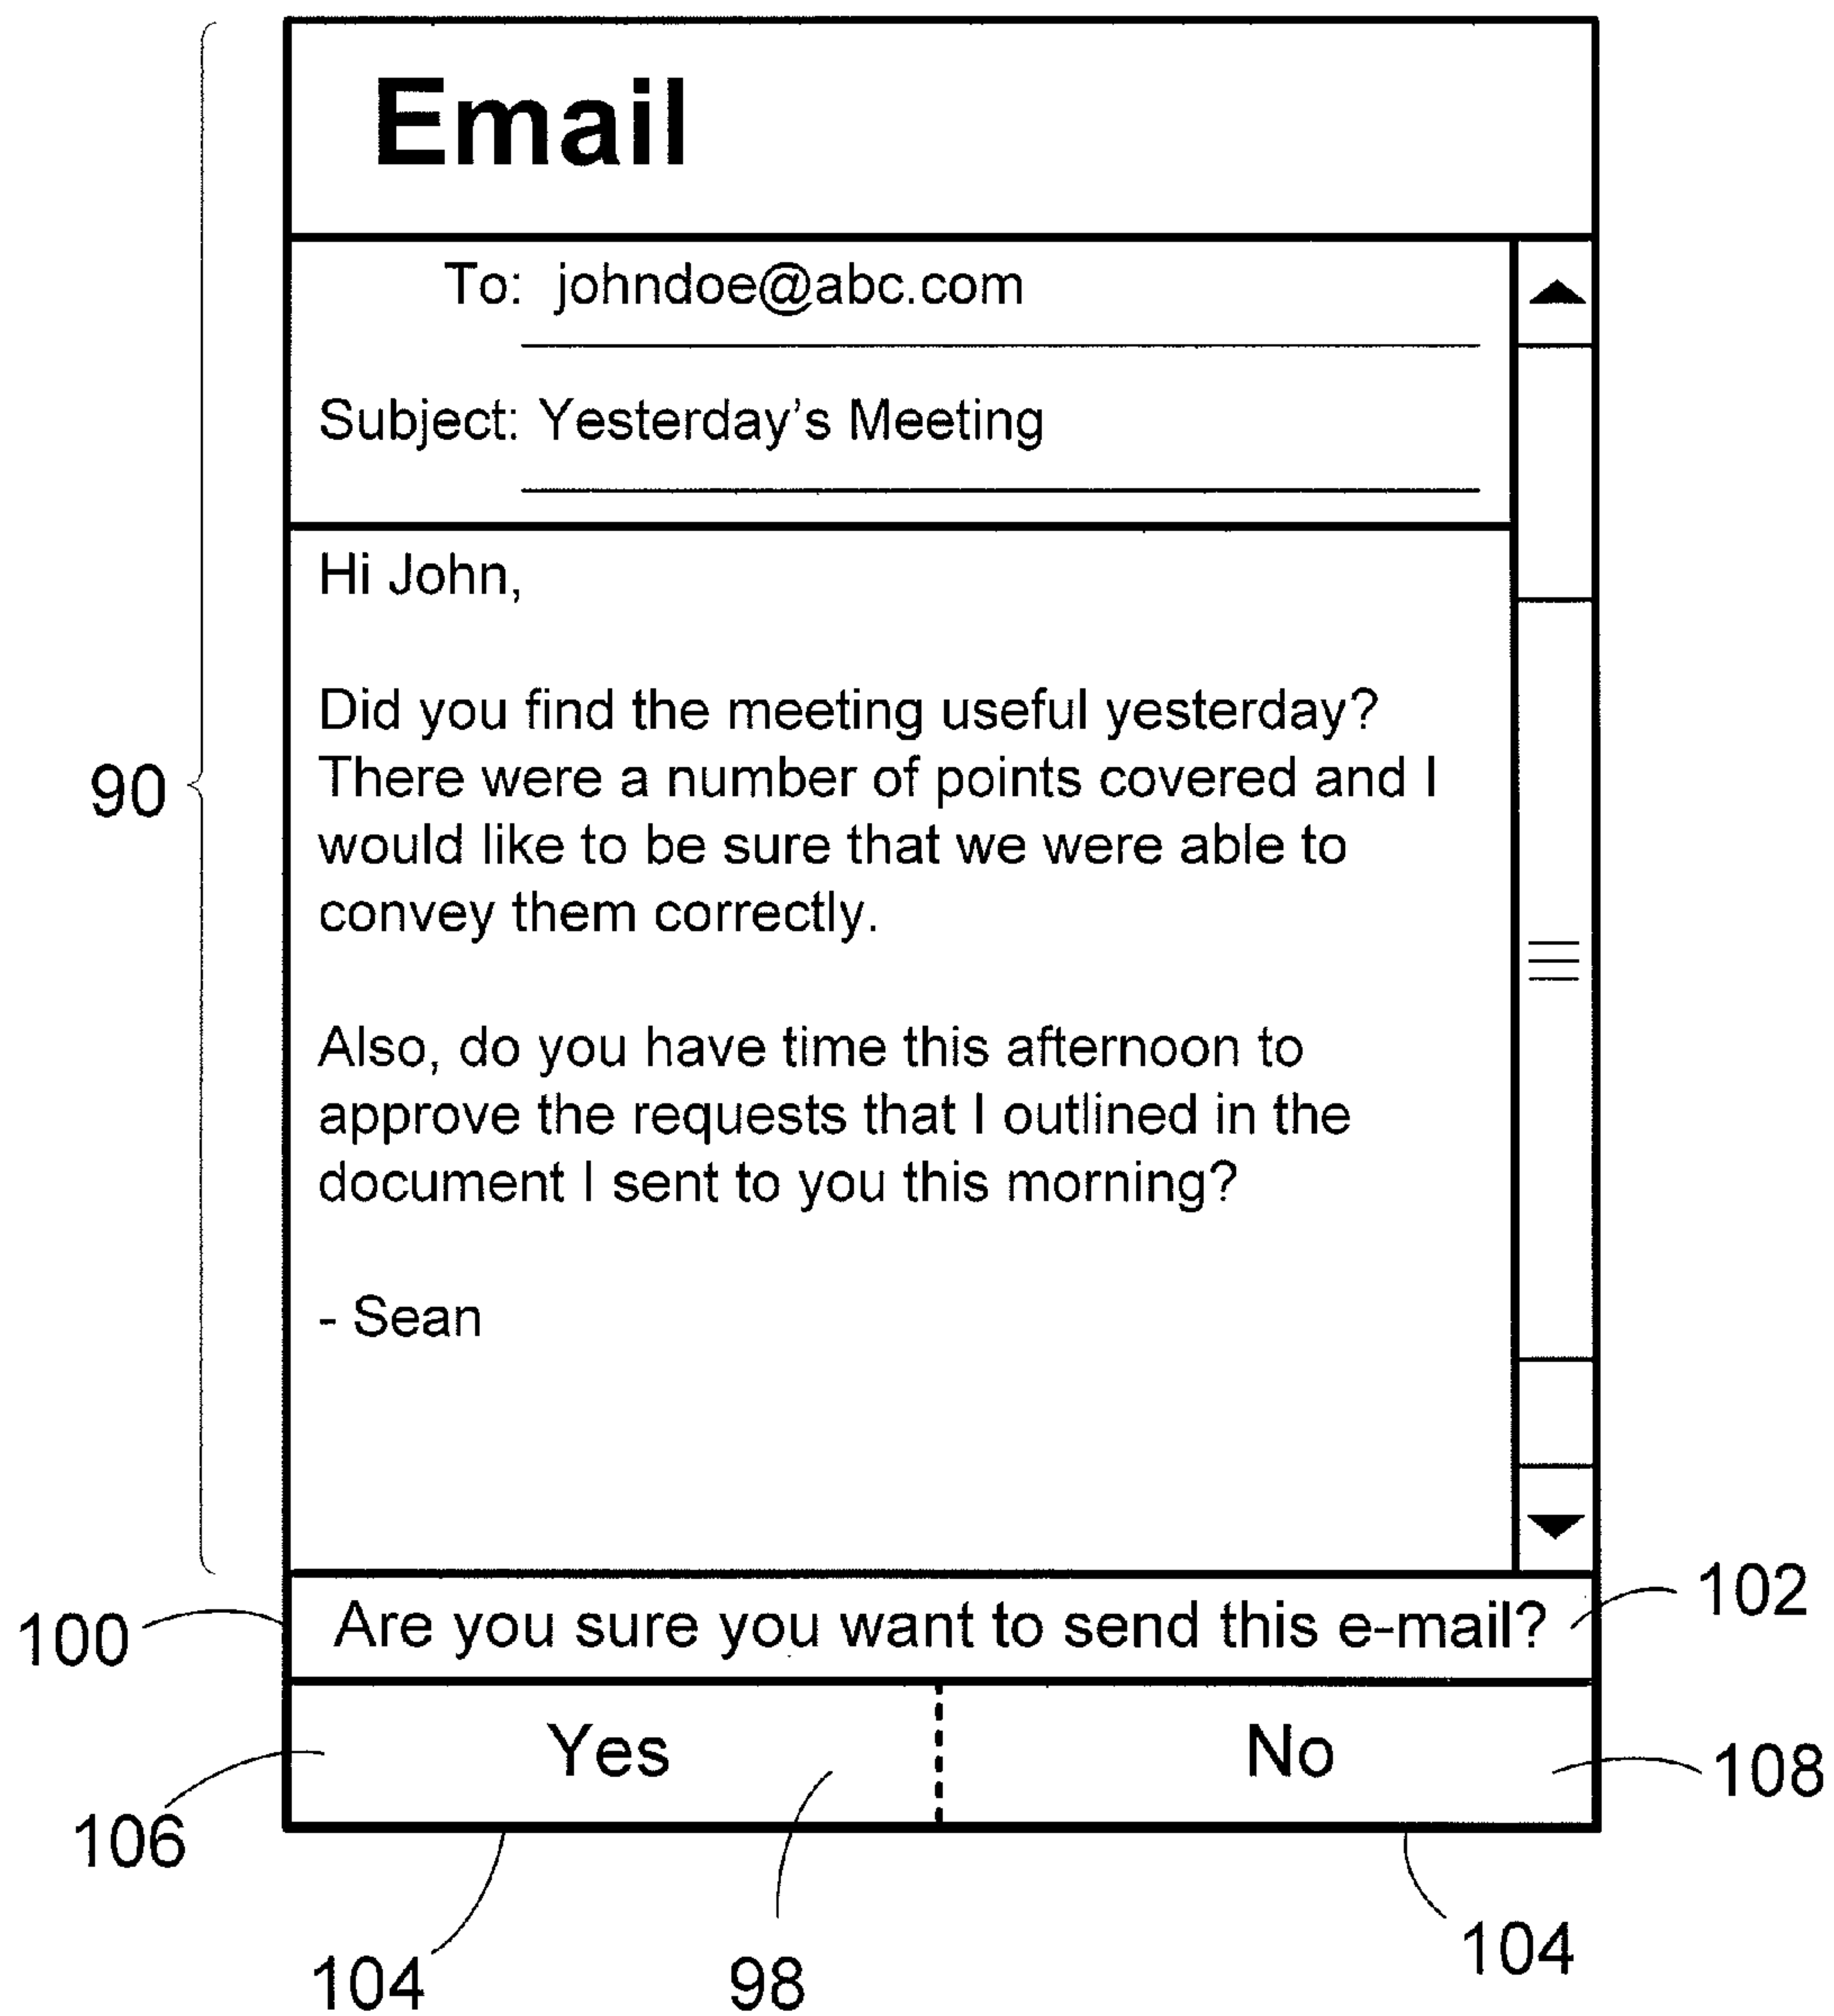 Email
To: johndoe@abc.com
Subject: Yesterday's Meeting
Hi John,
Did you find the meeting useful yesterday?
There were a number of points covered and I
would like to be sure that we were able to
convey them correctly.
Also, do you have time this afternoon to
approve the requests that I outlined in the
document I sent to you this morning?
- Sean
90
Are you sure you want to send this e-mail?
100
102
Yes
No
106
108
104
98
104